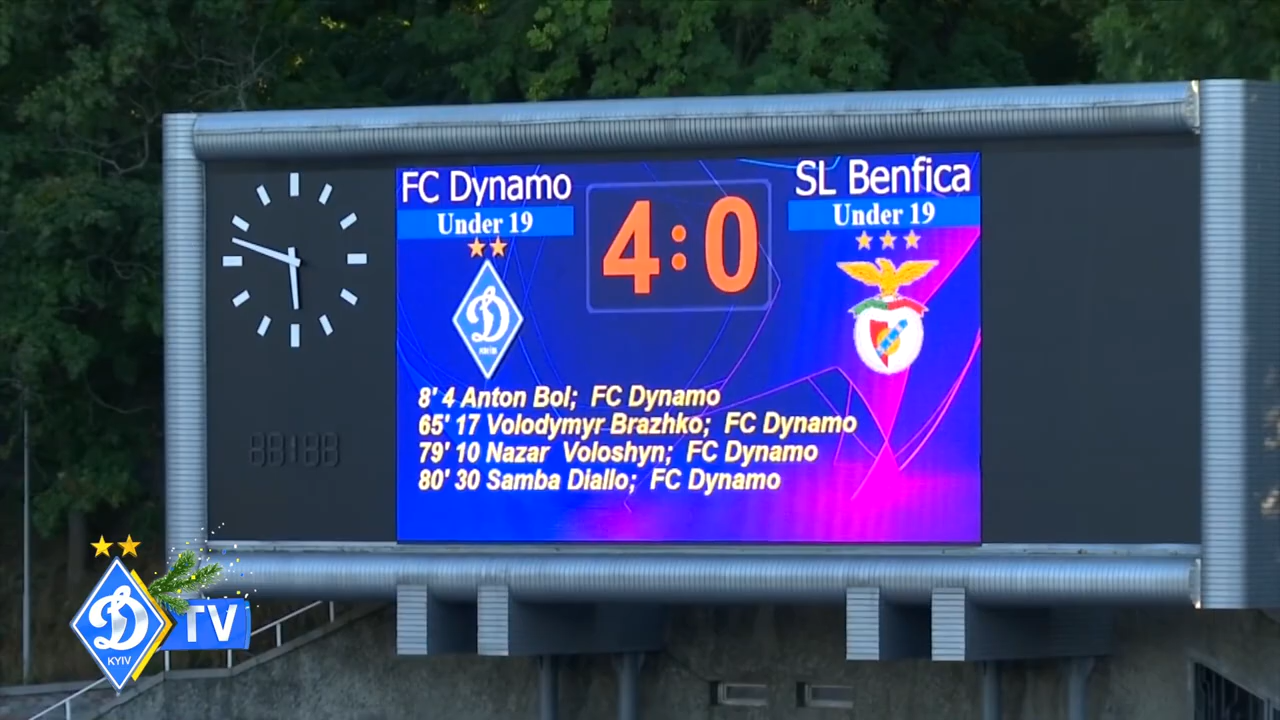 FC Dynamo
Under 19
4:0
SL Benfica
Under 19
8' 4 Anton Bol; FC Dynamo
65' 17 Volodymyr Brazhko; FC Dynamo
79' 10 Nazar Voloshyn; FC Dynamo
80' 30 Samba Diallo; FC Dynamo
KYIV
TV